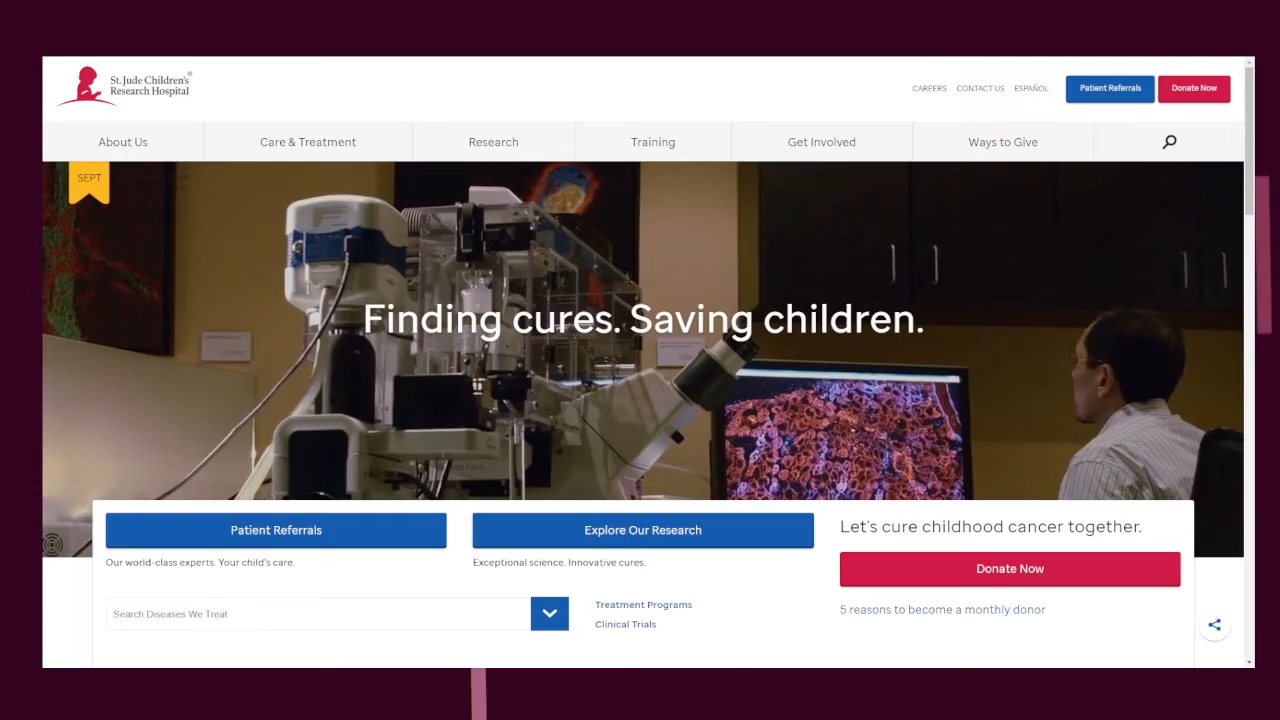 St. Jude Children's®
Research Hospital
CAREERS CONTACT US ESPAÑOL Patient Referrals Donate Now
About Us Care & Treatment Research Training Get Involved Ways to Give
SEPT
Finding cures. Saving children.
Patient Referrals
Our world-class experts. Your child's care.
Explore Our Research
Exceptional science. Innovative cures.
Let's cure childhood cancer together.
Donate Now
5 reasons to become a monthly donor
Search Diseases We Treat
Treatment Programs
Clinical Trials